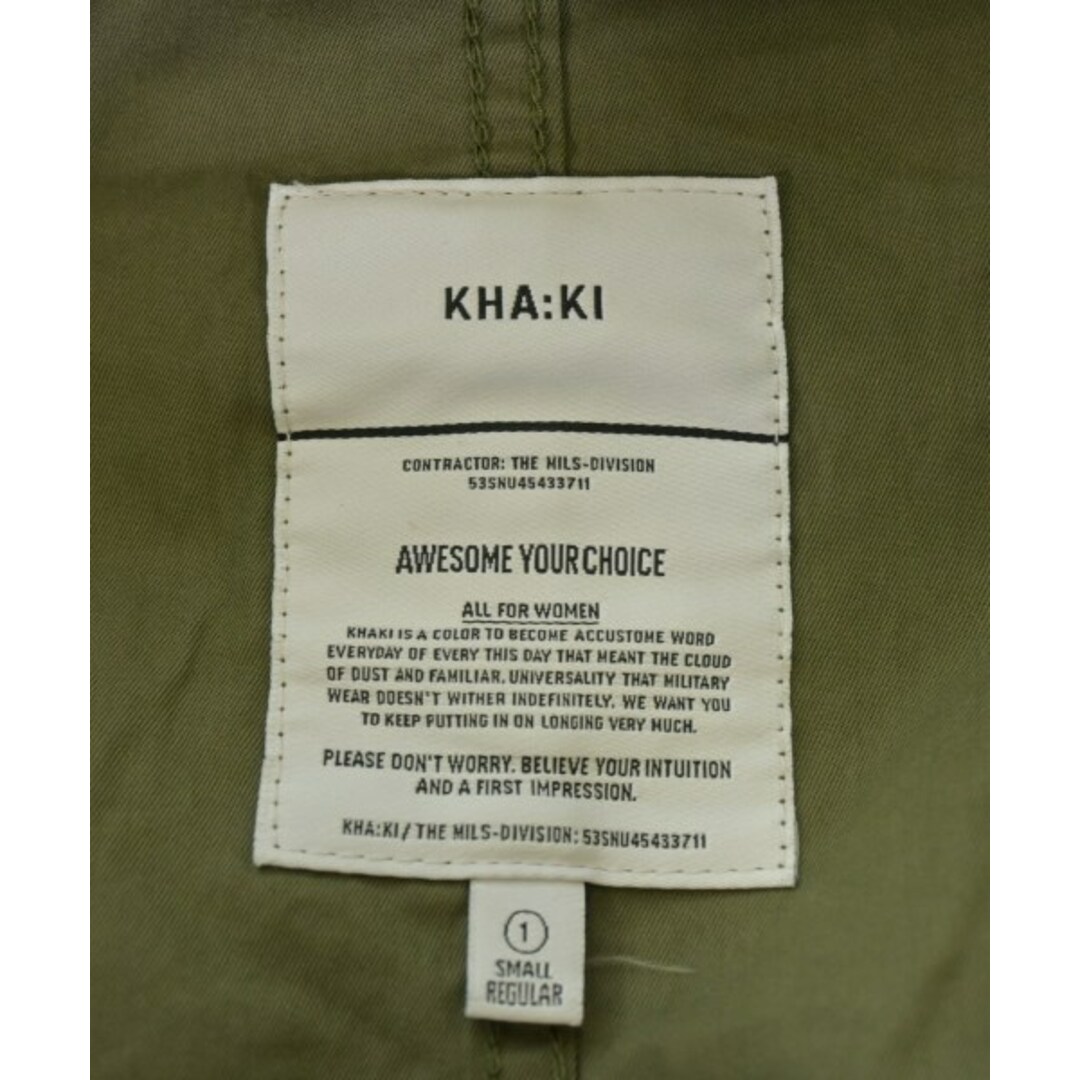 KHA:KI
CONTRACTOR: THE MILS-DIVISION
53SNU45433711
AWESOME YOUR CHOICE
ALL FOR WOMEN
KHAKI IS A COLOR TO BECOME ACCUSTOME WORD
EVERYDAY OF EVERY THIS DAY THAT MEANT THE CLOUD
OF DUST AND FAMILIAR. UNIVERSALITY THAT MILITARY
WEAR DOESN'T WITHER INDEFINITELY. WE WANT YOU
TO KEEP PUTTING IN ON LONGING VERY MUCH.
PLEASE DON'T WORRY. BELIEVE YOUR INTUITION
AND A FIRST IMPRESSION.
KHA:KI / THE MILS-DIVISION: 53SNU45433711
1
SMALL
REGULAR